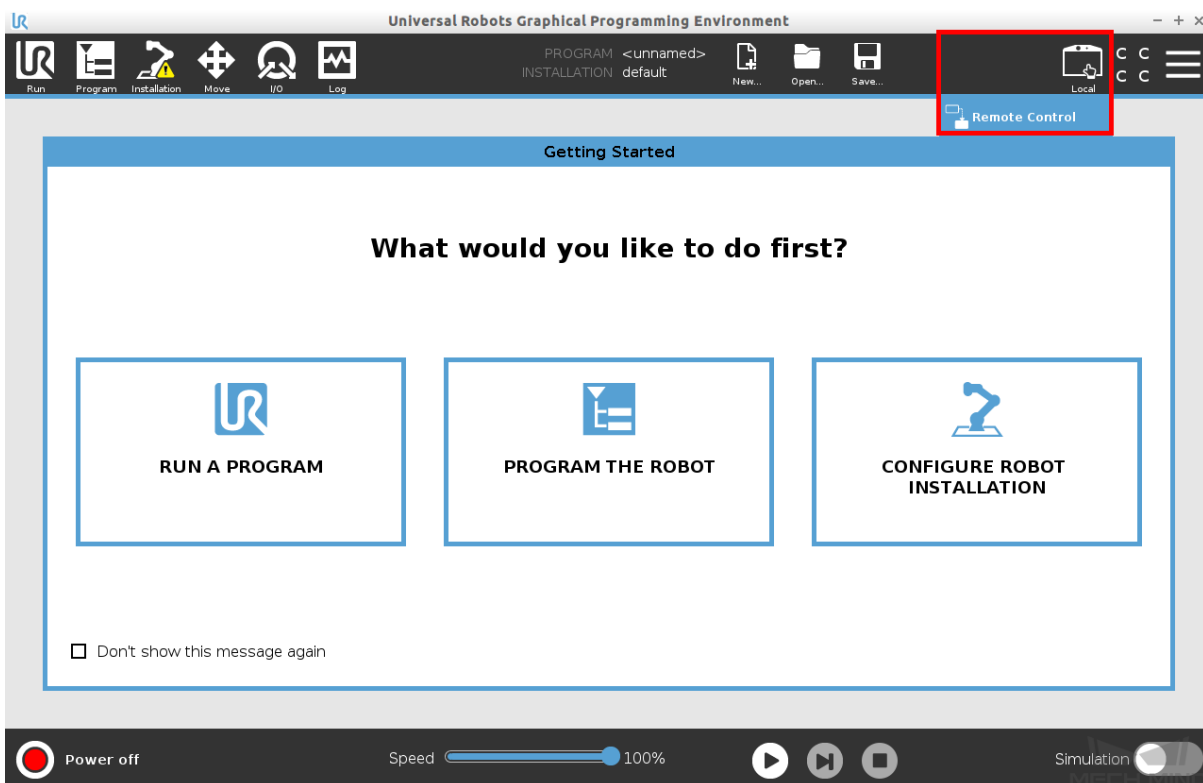 Universal Robots Graphical Programming Environment
Run
Program
Installation
Move
I/O
Log
PROGRAM <unnamed>
INSTALLATION default
New...
Open...
Save...
Local
C C
C C
Remote Control
Getting Started
What would you like to do first?
RUN A PROGRAM
PROGRAM THE ROBOT
CONFIGURE ROBOT
INSTALLATION
Don't show this message again
Power off
Speed
100%
Simulation
MECH MIND